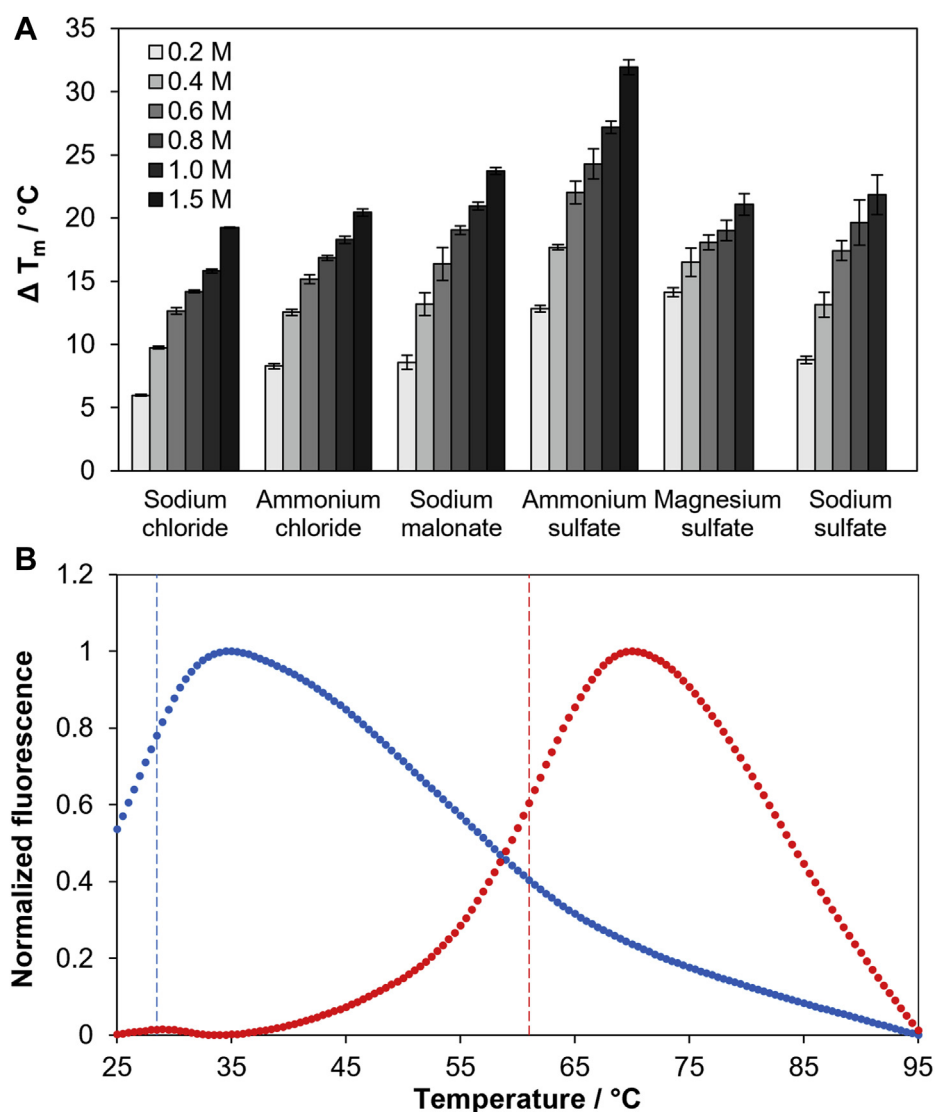 A
35
30
25
20
15
10
5
0
Δ Tm / °C
0.2 M
0.4 M
0.6 M
0.8 M
1.0 M
1.5 M
Sodium chloride
Ammonium chloride
Sodium malonate
Ammonium sulfate
Magnesium sulfate
Sodium sulfate
B
1.2
1
0.8
0.6
0.4
0.2
0
Normalized fluorescence
25 35 45 55 65 75 85 95
Temperature / °C